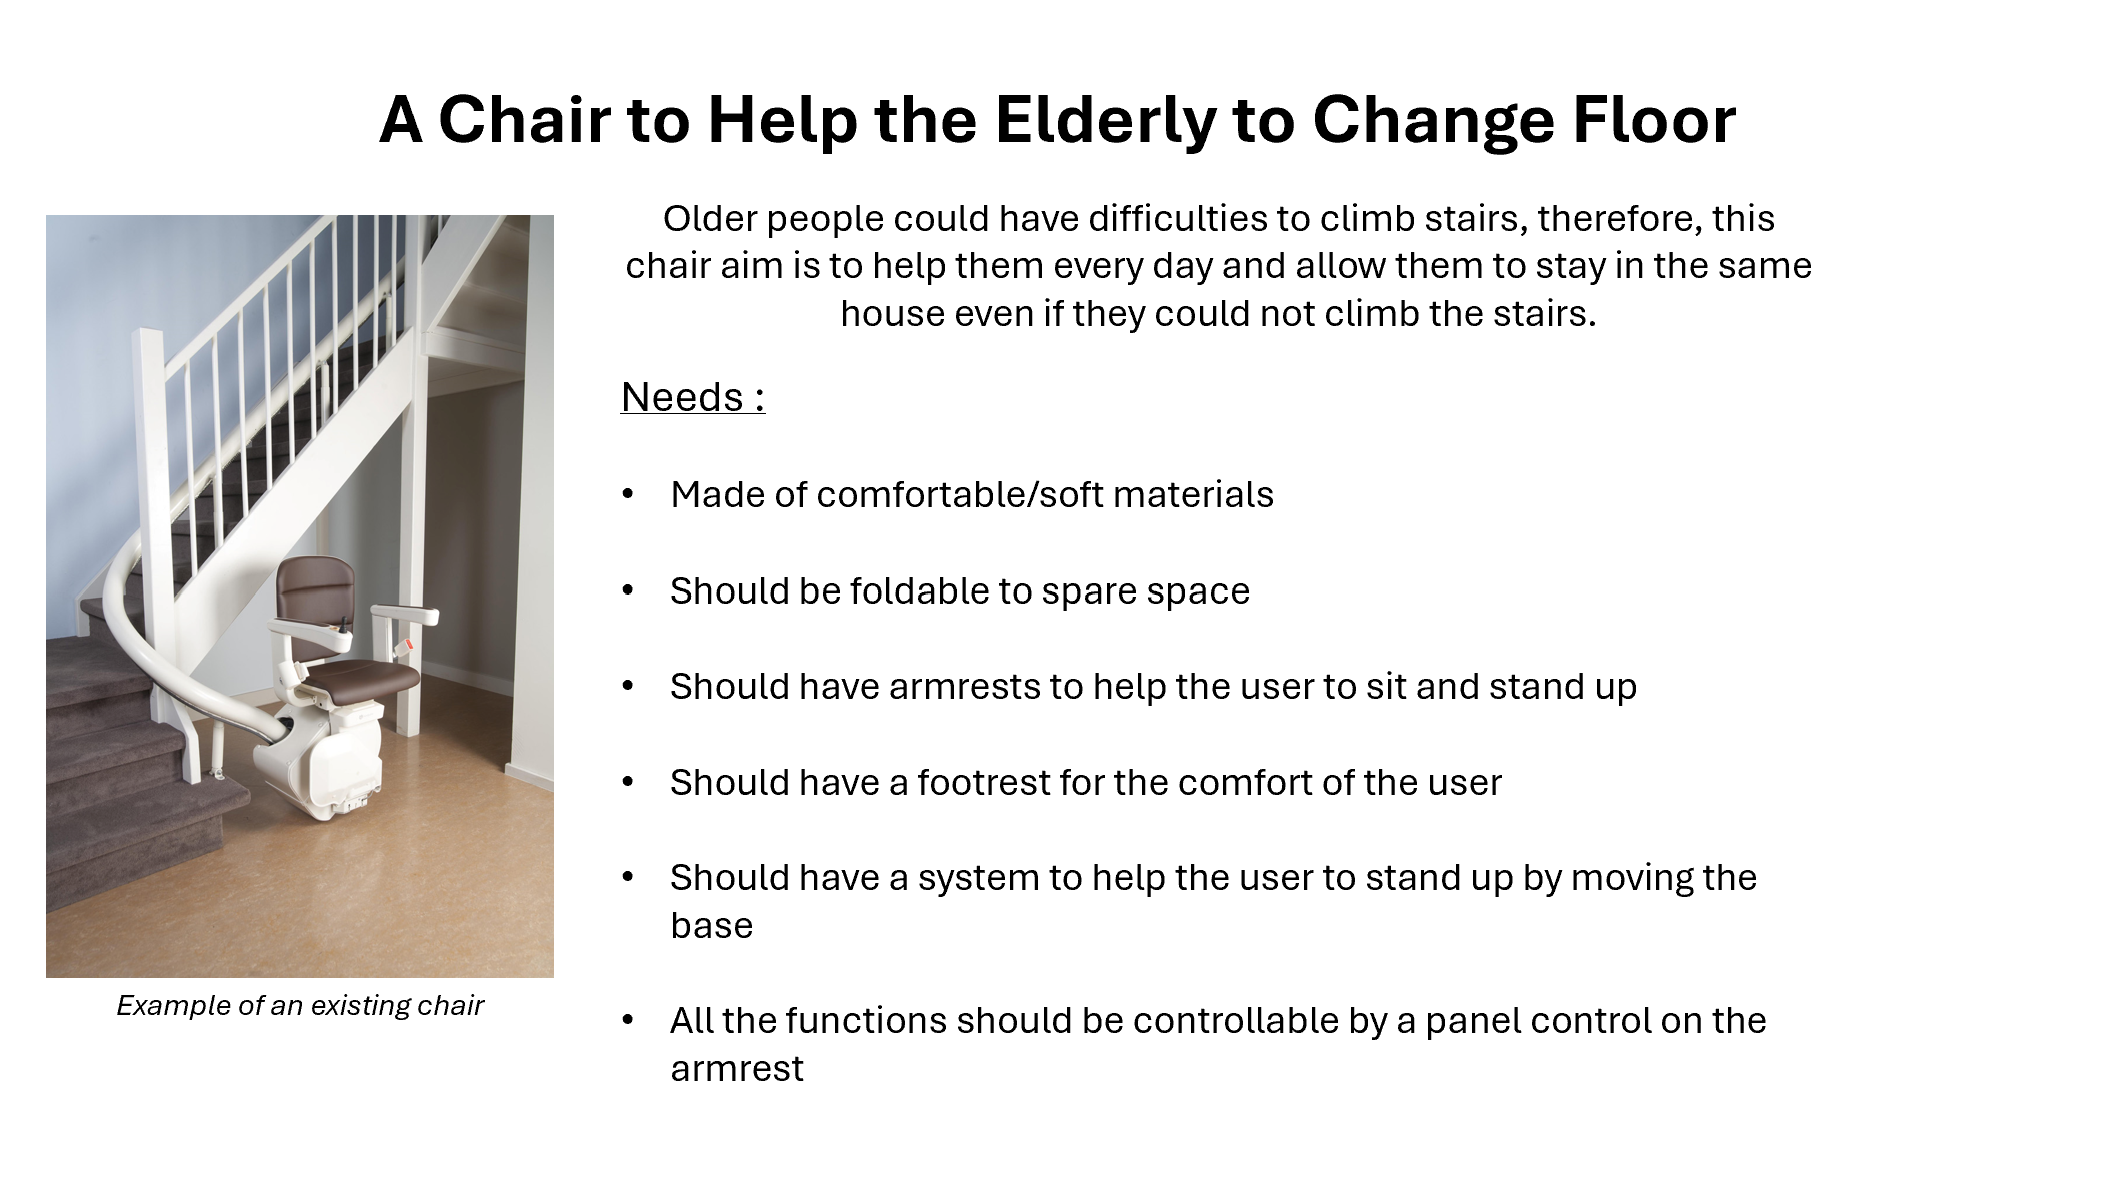 A Chair to Help the Elderly to Change Floor
Older people could have difficulties to climb stairs, therefore, this
chair aim is to help them every day and allow them to stay in the same
house even if they could not climb the stairs.
Needs :
• Made of comfortable/soft materials
• Should be foldable to spare space
• Should have armrests to help the user to sit and stand up
• Should have a footrest for the comfort of the user
• Should have a system to help the user to stand up by moving the
base
• All the functions should be controllable by a panel control on the
armrest
Example of an existing chair